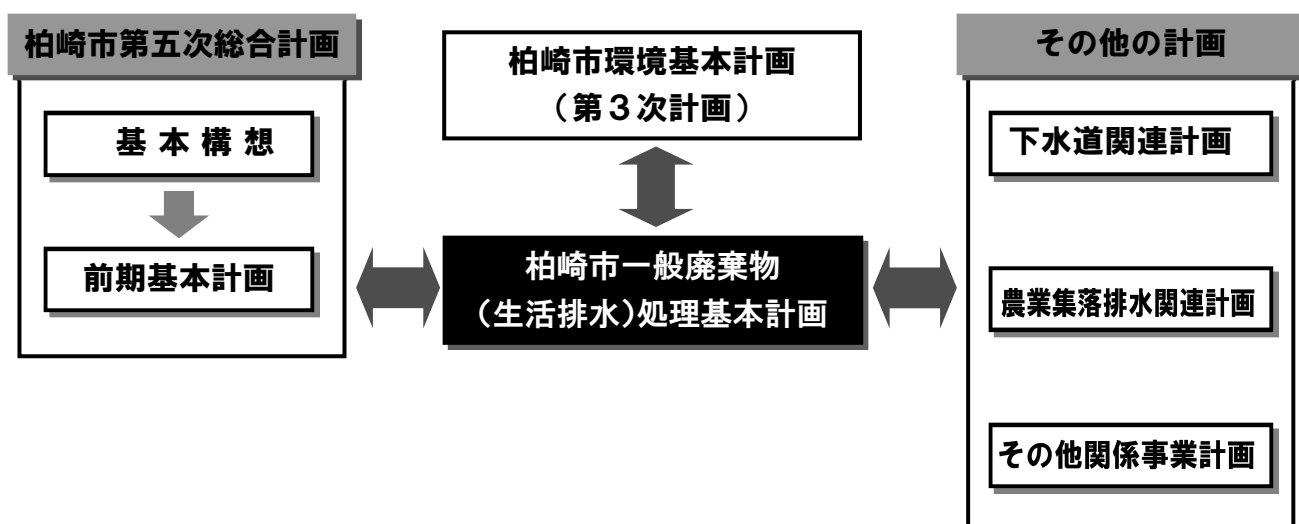 柏崎市第五次総合計画
基本構想
前期基本計画
柏崎市環境基本計画
（第３次計画）
柏崎市一般廃棄物
（生活排水）処理基本計画
その他の計画
下水道関連計画
農業集落排水関連計画
その他関係事業計画